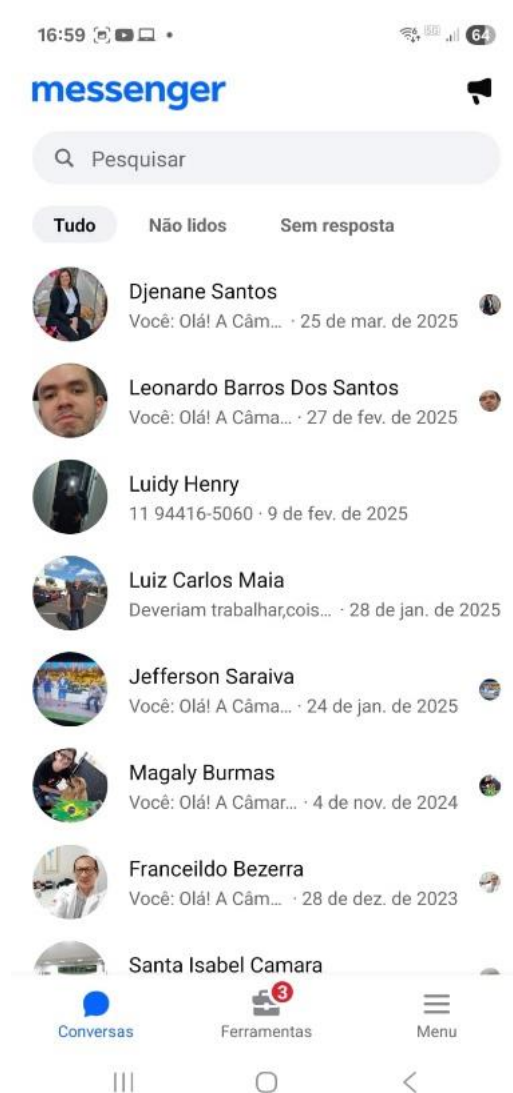 16:59
64
messenger
Pesquisar
Tudo Não lidos Sem resposta
Djenane Santos
Você: Olá! A Câm... · 25 de mar. de 2025
Leonardo Barros Dos Santos
Você: Olá! A Câma... · 27 de fev. de 2025
Luidy Henry
11 94416-5060 · 9 de fev. de 2025
Luiz Carlos Maia
Deveriam trabalhar,cois... · 28 de jan. de 2025
Jefferson Saraiva
Você: Olá! A Câma... · 24 de jan. de 2025
Magaly Burmas
Você: Olá! A Câmar... · 4 de nov. de 2024
Franceildo Bezerra
Você: Olá! A Câm... · 28 de dez. de 2023
Santa Isabel Camara
3
Conversas Ferramentas Menu